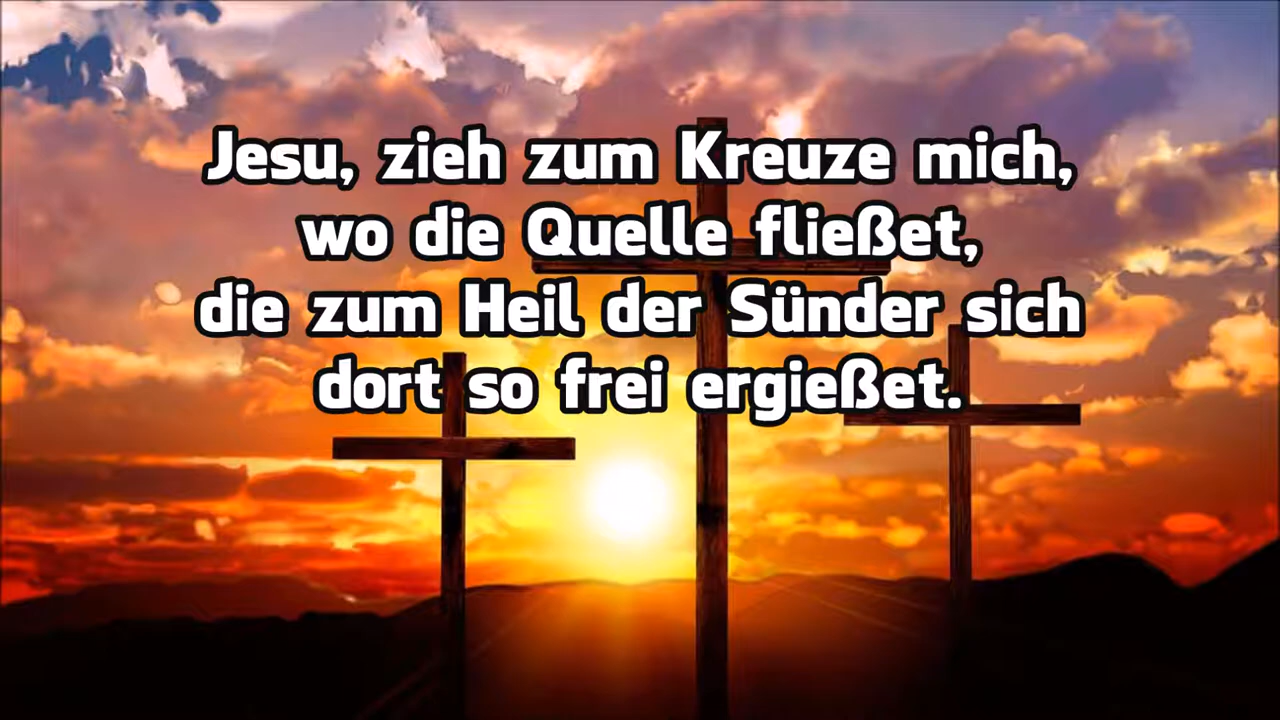 Jesu, zieh zum Kreuze mich,
wo die Quelle fließet,
die zum Heil der Sünder sich
dort so frei ergießet.